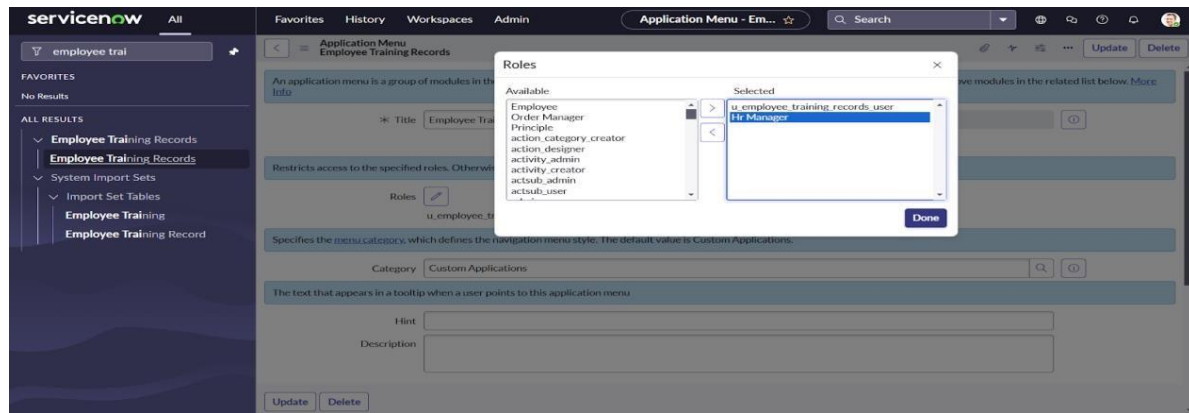 servicenow All Favorites History Workspaces Admin Application Menu - Em... Search
employee trai
FAVORITES
No Results
ALL RESULTS
Employee Training Records
Employee Training Records
System Import Sets
Import Set Tables
Employee Training
Employee Training Record
Application Menu
Employee Training Records
Update Delete
An application menu is a group of modules in th
ve modules in the related list below. More
Info
Title Employee Trai
Restricts access to the specified roles. Otherwi
Roles
u_employee_tr
Specifies the menu category, which defines the navigation menu style. The default value is Custom Applications.
Category Custom Applications
The text that appears in a tooltip when a user points to this application menu
Hint
Description
Update Delete
Roles
Available
Employee
Order Manager
Principle
action_category_creator
action_designer
activity_admin
activity_creator
actsub_admin
actsub_user
Selected
u_employee_training_records_user
Hr Manager
Done